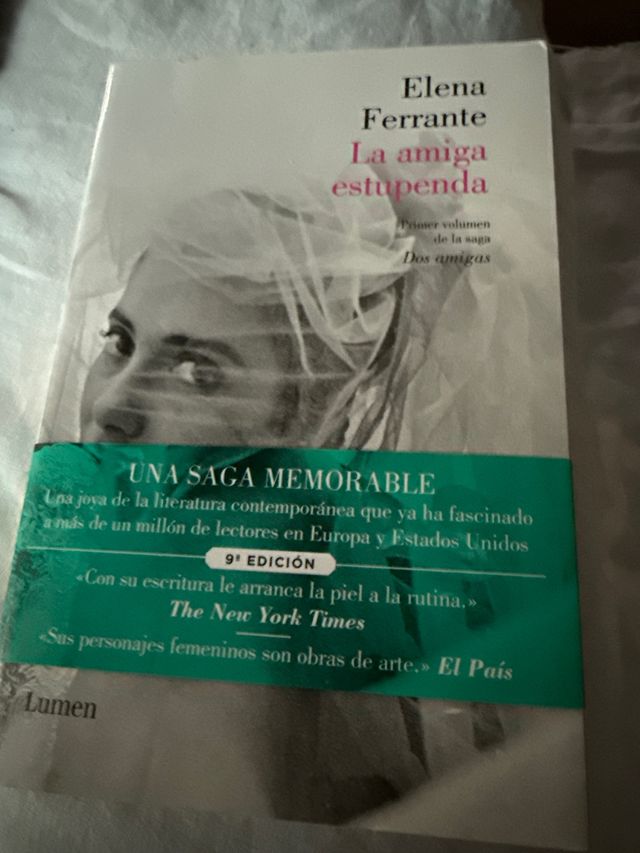 Elena
Ferrante
La amiga
estupenda
Primer volumen
de la saga
Dos amigas
UNA SAGA MEMORABLE
Una joya de la literatura contemporánea que ya ha fascinado
a más de un millón de lectores en Europa y Estados Unidos
9ª EDICIÓN
«Con su escritura le arranca la piel a la rutina.»
The New York Times
«Sus personajes femeninos son obras de arte.» El País
Lumen